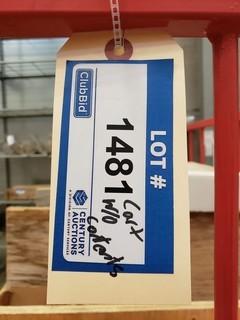 LOT #
1481
Cart
W/O
Contents
ClubBid
CENTURY
AUCTIONS